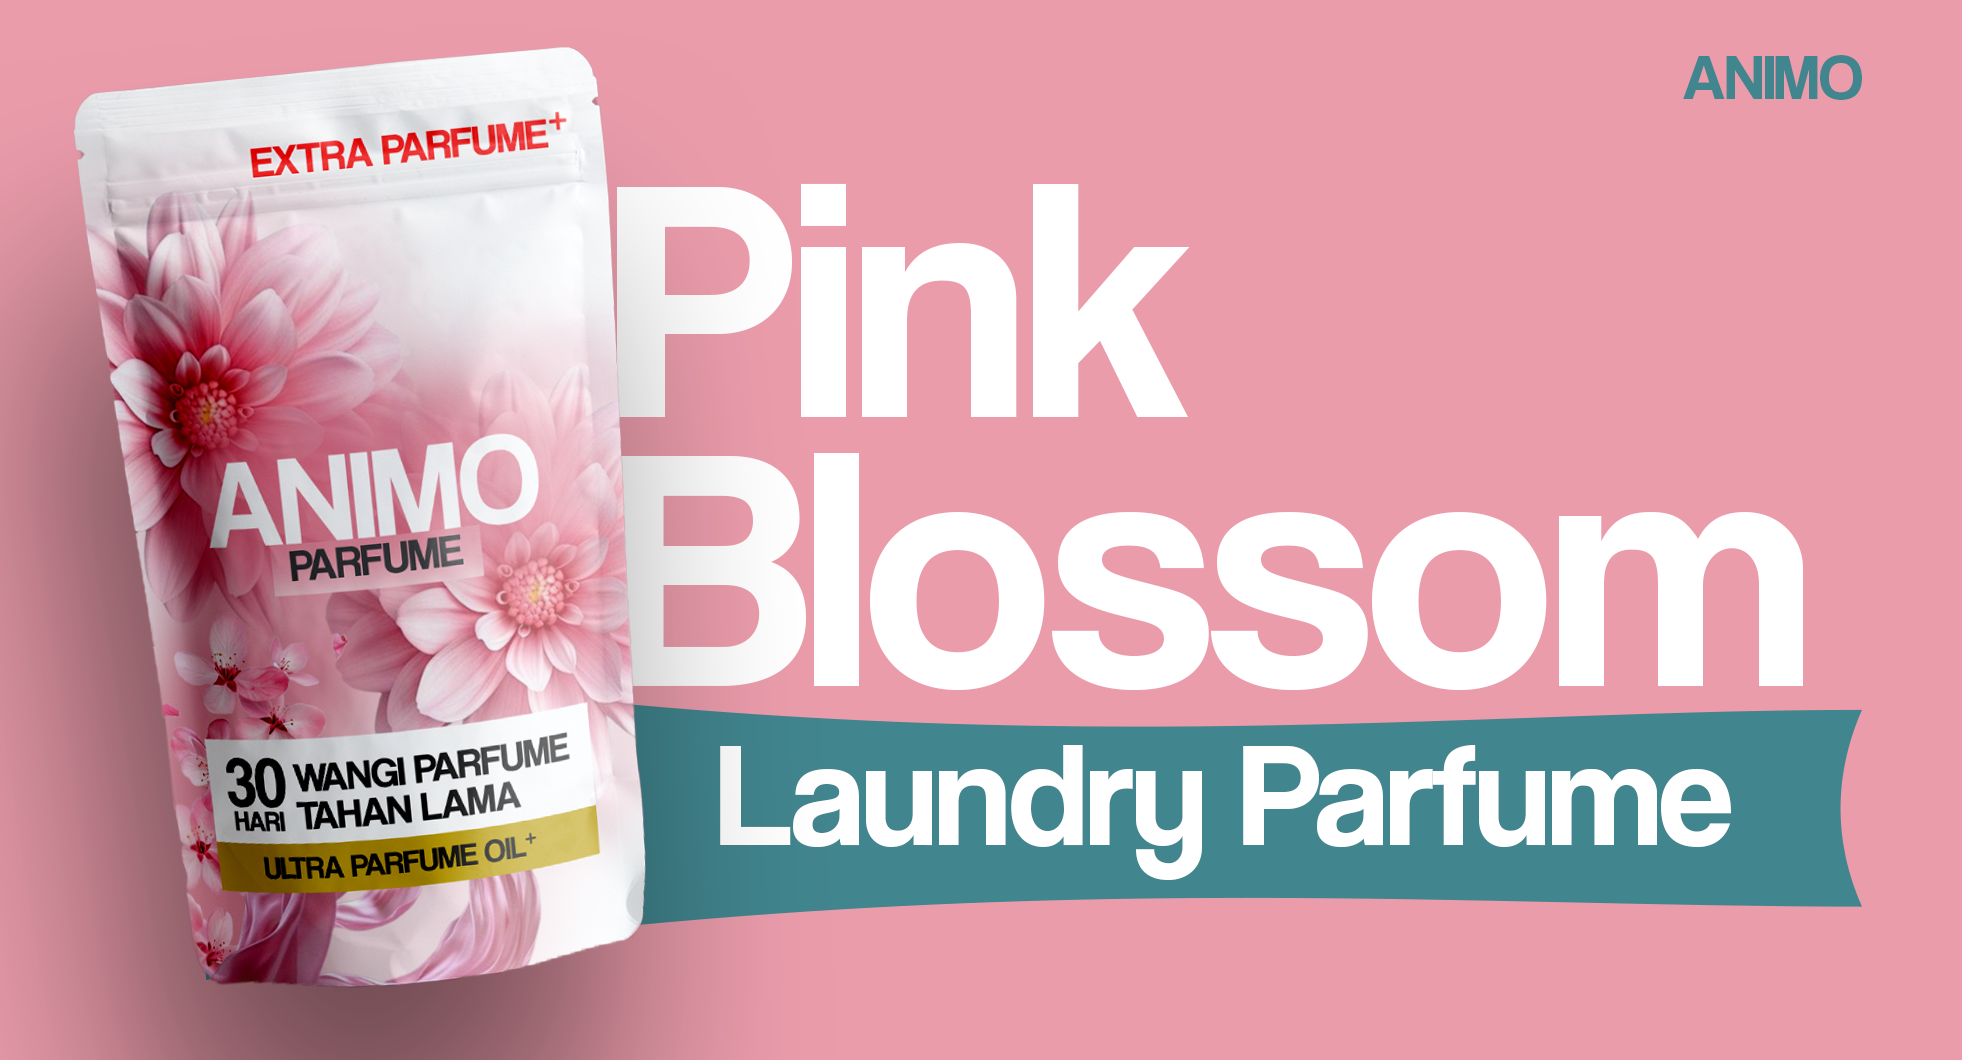 ANIMO
EXTRA PARFUME+
ANIMO
PARFUME
30 HARI
WANGI PARFUME
TAHAN LAMA
ULTRA PARFUME OIL+
Pink
Blossom
Laundry Parfume